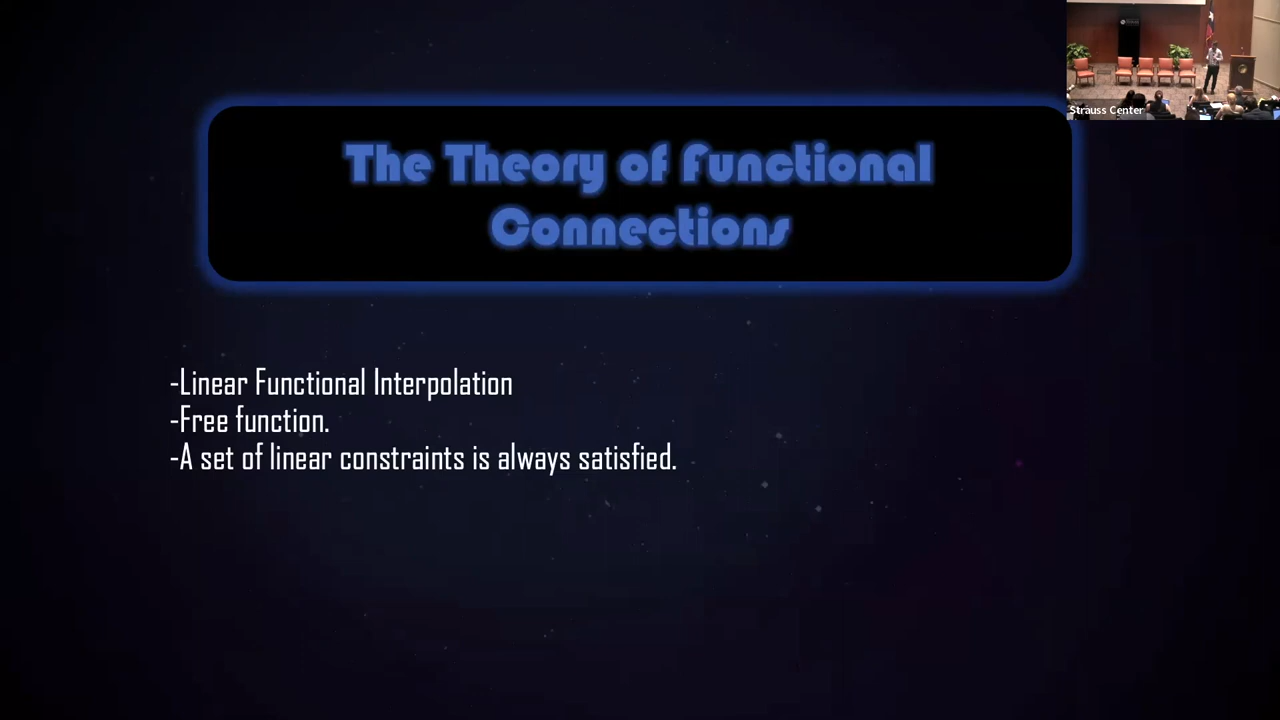 The Theory of Functional
Connections
Strauss Center
-Linear Functional Interpolation
-Free function.
-A set of linear constraints is always satisfied.